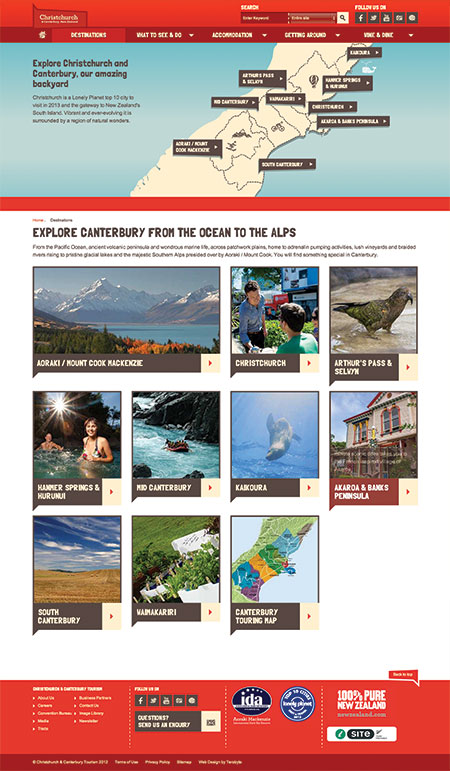 Christchurch
& Canterbury, New Zealand
SEARCH
Enter Keyword
Entire site
FOLLOW US ON
DESTINATIONS
WHAT TO SEE & DO
ACCOMMODATION
GETTING AROUND
WINE & DINE
Explore Christchurch and
Canterbury, our amazing
backyard
Christchurch is a Lonely Planet top 10 city to
visit in 2013 and the gateway to New Zealand's
South Island. Vibrant and ever-evolving it is
surrounded by a region of natural wonders.
KAIKOURA
ARTHUR'S PASS
& SELVYN
HANMER SPRINGS &
HURUNUI
MID CANTERBURY
WAIMAKARIRI
CHRISTCHURCH
AKAROA & BANKS PENINSULA
AORAKI / MOUNT
COOK MACKENZIE
SOUTH CANTERBURY
Home
Destinations
EXPLORE CANTERBURY FROM THE OCEAN TO THE ALPS
From the Pacific Ocean, ancient volcanic peninsula and wondrous marine life, across patchwork plains, home to adrenalin pumping activities, lush vineyards and braided
rivers rising to pristine glacial lakes and the majestic Southern Alps presided over by Aoraki / Mount Cook. You will find something special in Canterbury.
AORAKI / MOUNT COOK MACKENZIE
CHRISTCHURCH
ARTHUR'S PASS &
SELVYN
HANMER SPRINGS &
HURUNUI
MID CANTERBURY
KAIKOURA
AKAROA & BANKS
PENINSULA
SOUTH
CANTERBURY
WAIMAKARIRI
CANTERBURY
TOURING MAP
Back to top
CHRISTCHURCH & CANTERBURY TOURISM
About Us
Careers
Convention Bureau
Media
Trade
Business Partners
Contact Us
Image Library
Newsletter
FOLLOW US ON
QUESTIONS?
SEND US AN ENQUIRY
ida
Aoraki Mackenzie
TOP 10 CITIES
lonely planet
100% PURE
NEW ZEALAND
newzealand.com
SITE
© Christchurch & Canterbury Tourism 2012
Terms of Use
Privacy Policy
Sitemap
Web Design by Terabyte